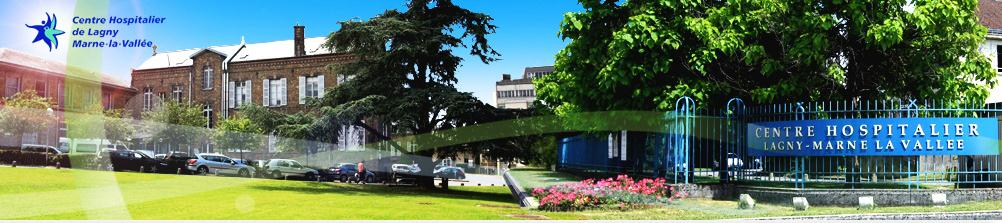 Centre Hospitalier
de Lagny
Marne-la-Vallée
CENTRE HOSPITALIER
LAGNY-MARNE LA VALLEE